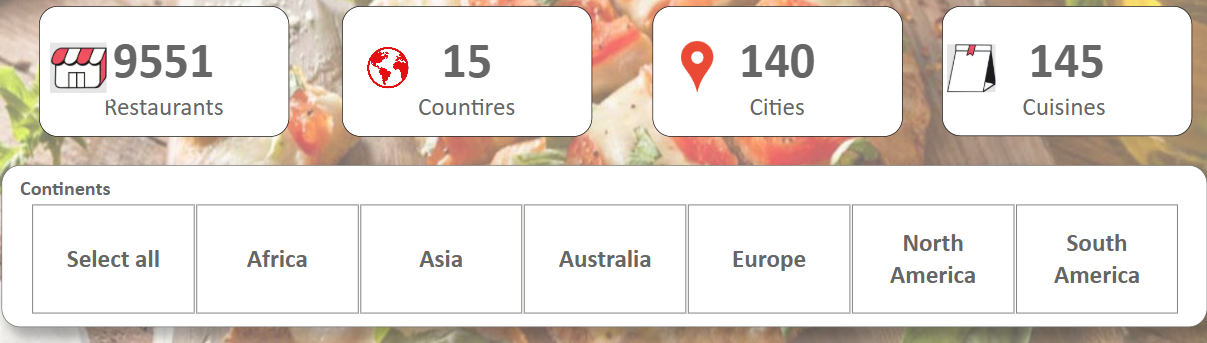 9551
Restaurants
15
Countires
140
Cities
145
Cuisines
Continents
Select all
Africa
Asia
Australia
Europe
North
America
South
America